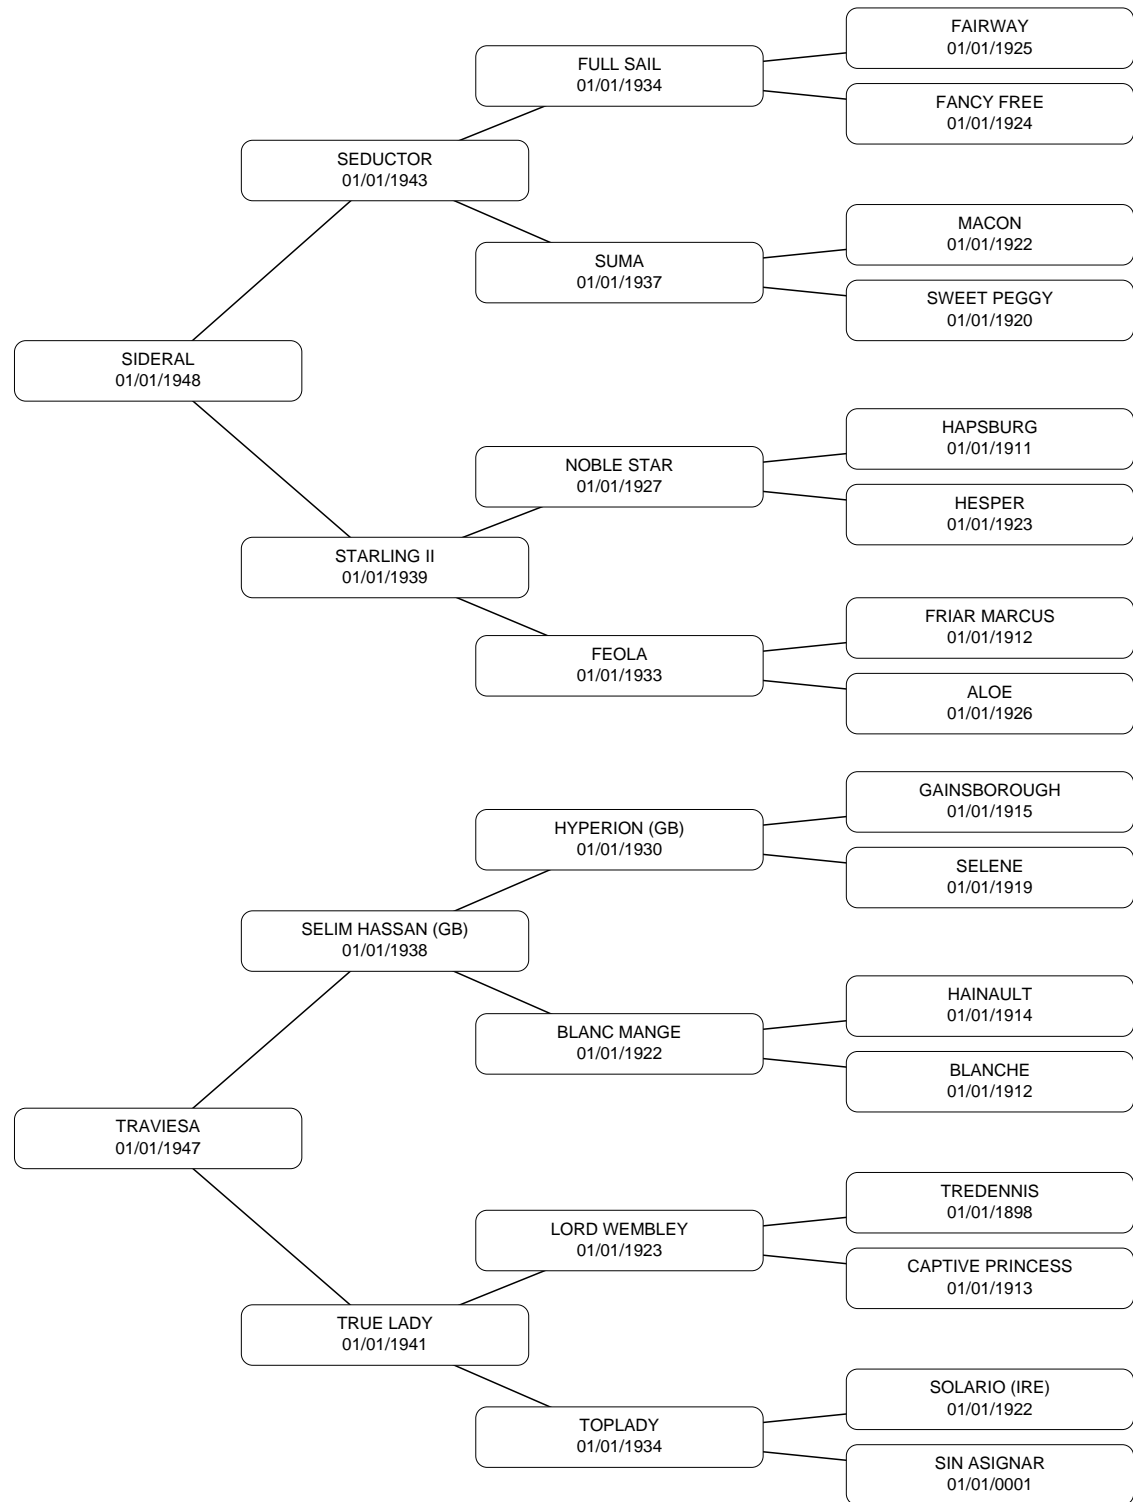 FAIRWAY
01/01/1925
FULL SAIL
01/01/1934
FANCY FREE
01/01/1924
SEDUCTOR
01/01/1943
MACON
01/01/1922
SUMA
01/01/1937
SWEET PEGGY
01/01/1920
SIDERAL
01/01/1948
HAPSBURG
01/01/1911
NOBLE STAR
01/01/1927
HESPER
01/01/1923
STARLING II
01/01/1939
FRIAR MARCUS
01/01/1912
FEOLA
01/01/1933
ALOE
01/01/1926
GAINSBOROUGH
01/01/1915
HYPERION (GB)
01/01/1930
SELENE
01/01/1919
SELIM HASSAN (GB)
01/01/1938
HAINAULT
01/01/1914
BLANC MANGE
01/01/1922
BLANCHE
01/01/1912
TRAVIESA
01/01/1947
TREDENNIS
01/01/1898
LORD WEMBLEY
01/01/1923
CAPTIVE PRINCESS
01/01/1913
TRUE LADY
01/01/1941
SOLARIO (IRE)
01/01/1922
TOPLADY
01/01/1934
SIN ASIGNAR
01/01/0001